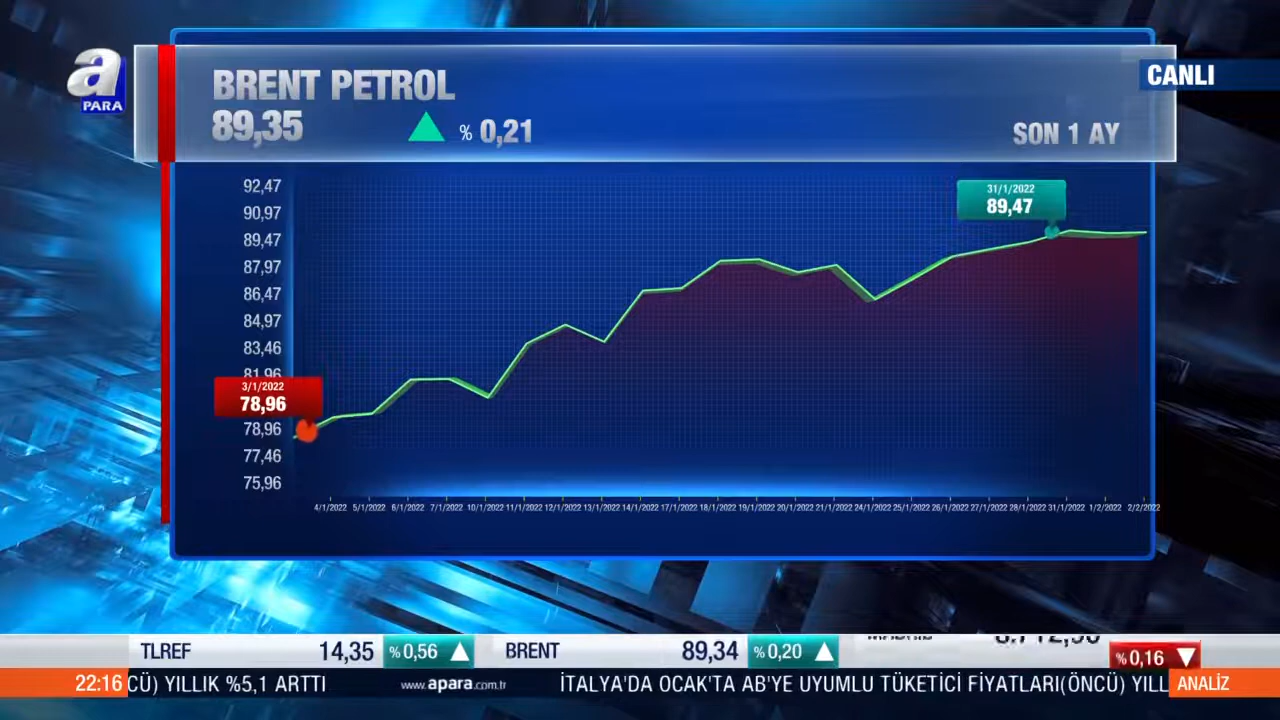 a
PARA
BRENT PETROL
89,35
% 0,21
SON 1 AY
CANLI
92,47
90,97
89,47
87,97
86,47
84,97
83,46
81,96
78,96
77,46
75,96
31/1/2022
89,47
3/1/2022
78,96
4/1/2022 5/1/2022 6/1/2022 7/1/2022 10/1/2022 11/1/2022 12/1/2022 13/1/2022 14/1/2022 17/1/2022 18/1/2022 19/1/2022 20/1/2022 21/1/2022 24/1/2022 25/1/2022 26/1/2022 27/1/2022 28/1/2022 31/1/2022 1/2/2022 2/2/2022
TLREF 14,35 %0,56 BRENT 89,34 %0,20 %0,16
22:16 CÜ) YILLIK %5,1 ARTTI www.apara.com.tr İTALYA'DA OCAK'TA AB'YE UYUMLU TÜKETİCİ FİYATLARI(ÖNCÜ) YILL ANALİZ